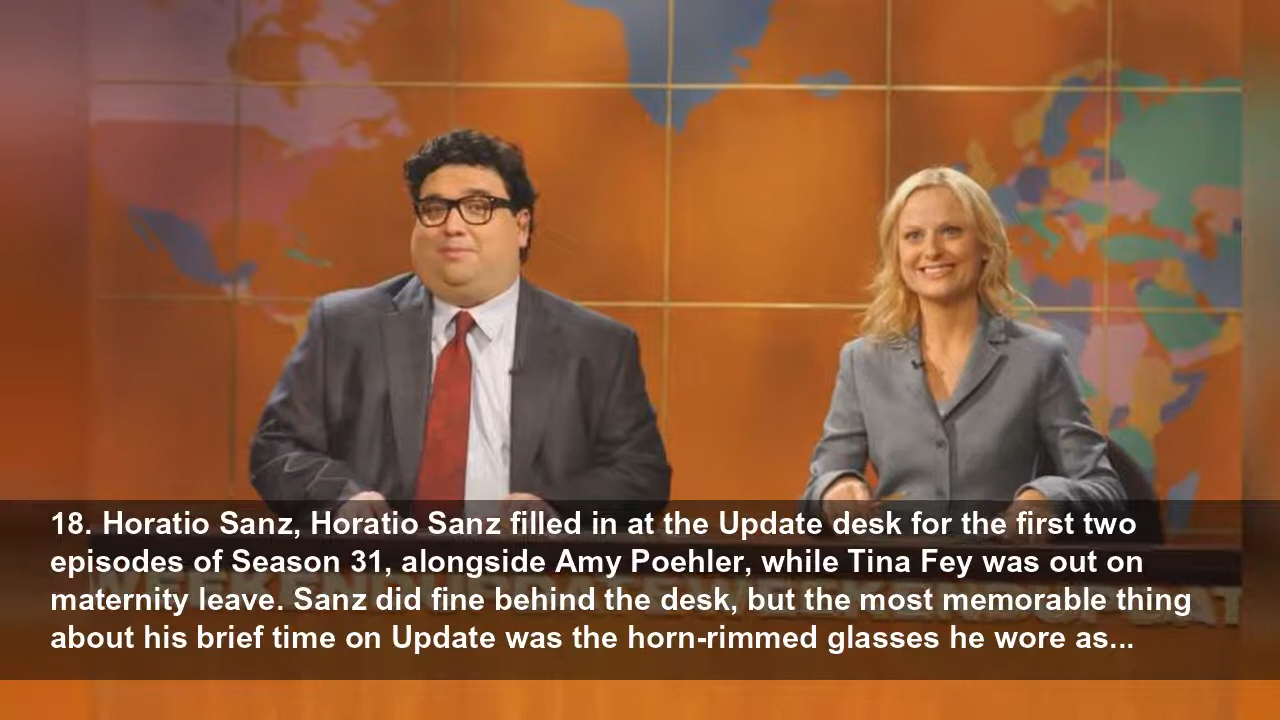 18. Horatio Sanz, Horatio Sanz filled in at the Update desk for the first two
episodes of Season 31, alongside Amy Poehler, while Tina Fey was out on
maternity leave. Sanz did fine behind the desk, but the most memorable thing
about his brief time on Update was the horn-rimmed glasses he wore as...